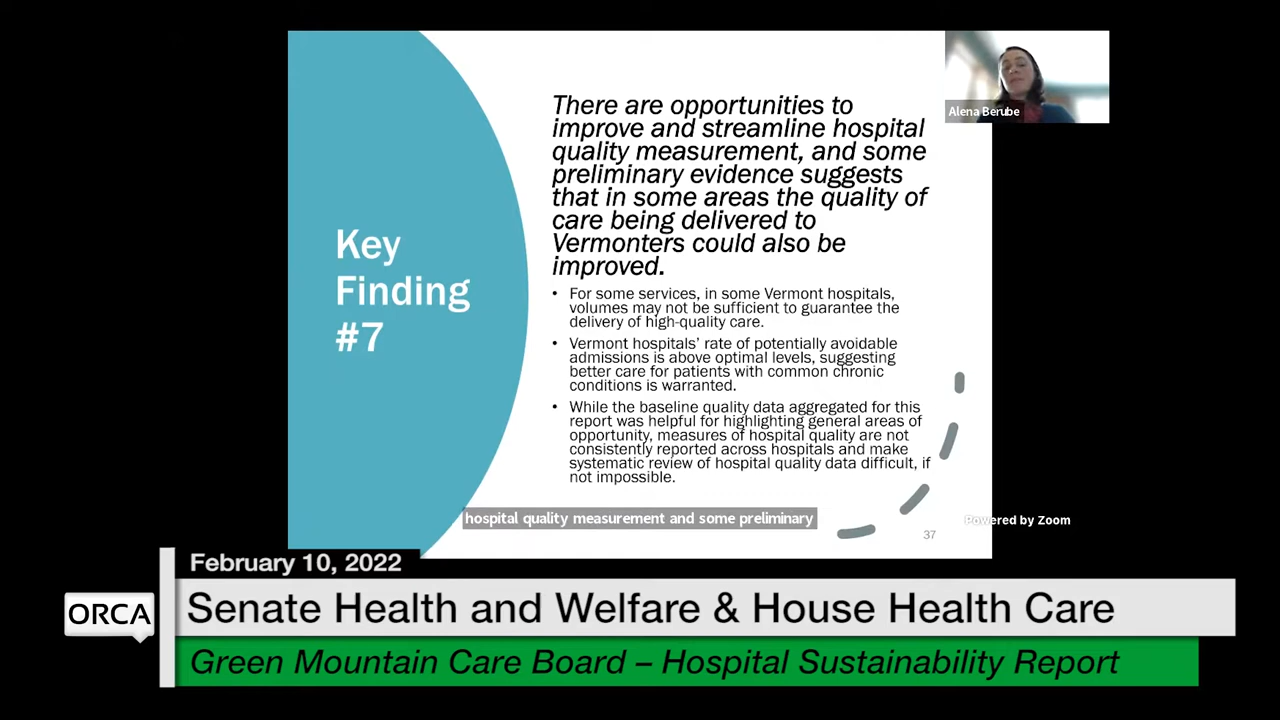 There are opportunities to
improve and streamline hospital
quality measurement, and some
preliminary evidence suggests
that in some areas the quality of
care being delivered to
Vermonters could also be
improved.
Key
Finding
#7
• For some services, in some Vermont hospitals,
volumes may not be sufficient to guarantee the
delivery of high-quality care.
• Vermont hospitals' rate of potentially avoidable
admissions is above optimal levels, suggesting
better care for patients with common chronic
conditions is warranted.
• While the baseline quality data aggregated for this
report was helpful for highlighting general areas of
opportunity, measures of hospital quality are not
consistently reported across hospitals and make
systematic review of hospital quality data difficult, if
not impossible.
Alena Berube
hospital quality measurement and some preliminary
Powered by Zoom
37
February 10, 2022
ORCA
Senate Health and Welfare & House Health Care
Green Mountain Care Board – Hospital Sustainability Report